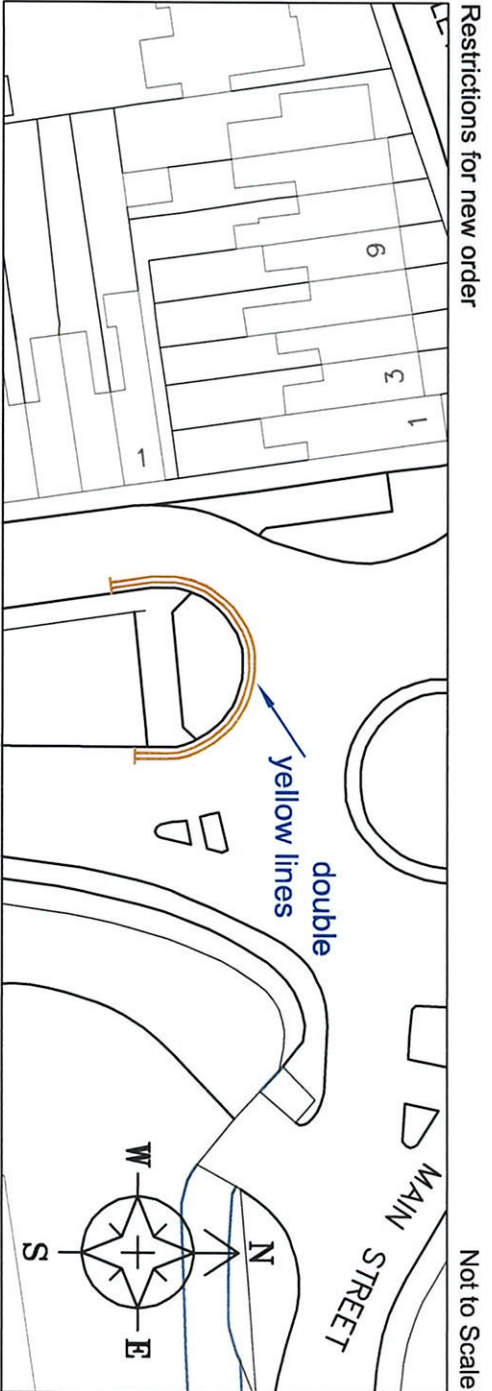 Restrictions for new order
Not to Scale
9
3
1
1
double
yellow lines
MAIN STREET
N
W
E
S